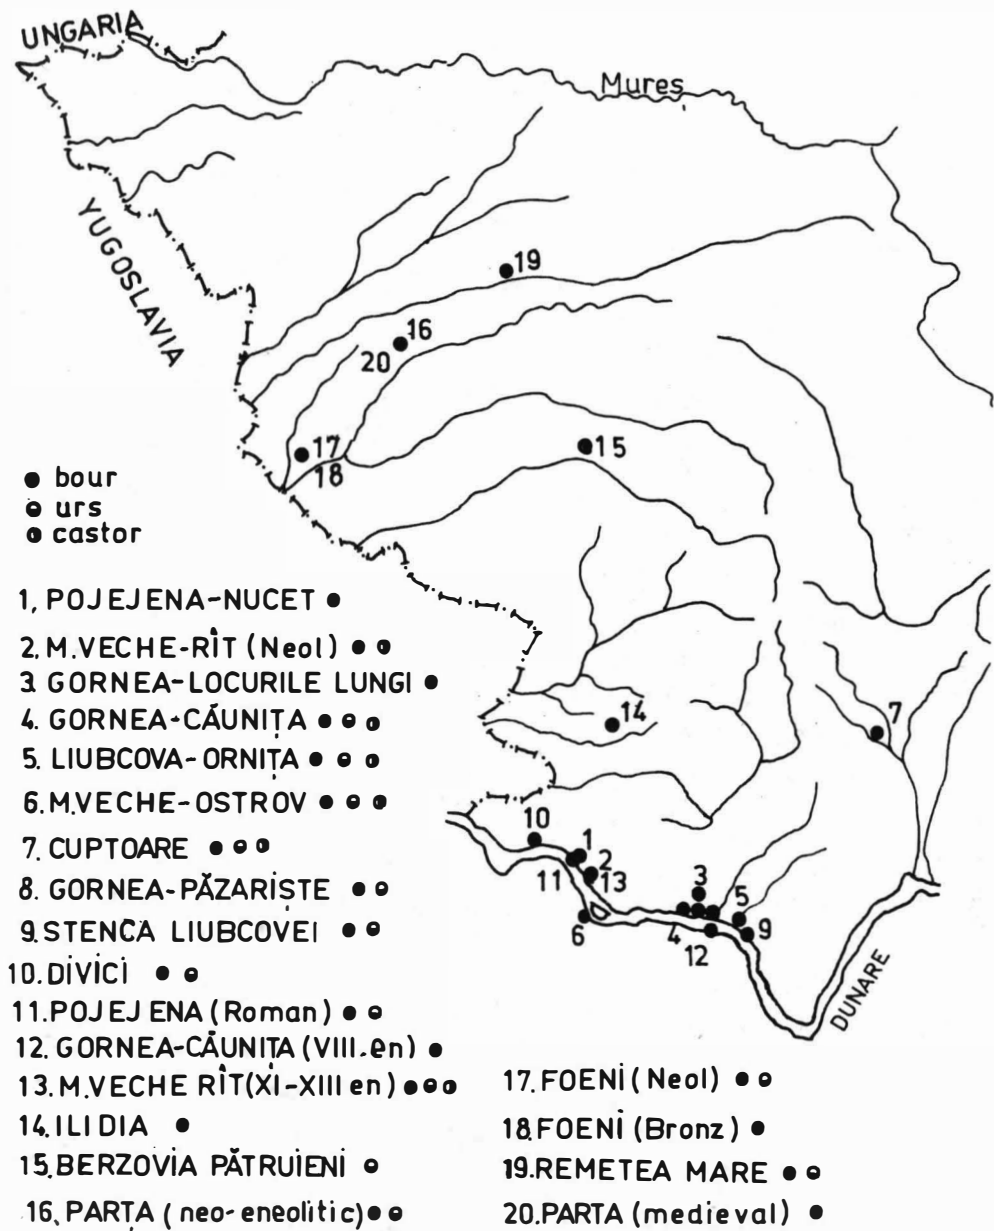 UNGARIA
Mureș
YUGOSLAVIA
19
16
20
17
18
15
14
7
10
1
11
2
13
3
5
6
4
12
9
DUNARE
bour
urs
castor
1, POJEJENA-NUCET
2. M.VECHE-RÎT (Neol)
3 GORNEA-LOCURILE LUNGI
4. GORNEA-CĂUNIȚA
5. LIUBCOVA-ORNIȚA
6. M.VECHE-OSTROV
7. CUPTOARE
8. GORNEA-PĂZARIȘTE
9. STENCA LIUBCOVEI
10. DIVICI
11. POJEJENA (Roman)
12. GORNEA-CĂUNIȚA (VIII.en)
13. M.VECHE RÎT(XI-XIII en)
14. ILIDIA
15. BERZOVIA PĂTRUIENI
16. PARȚA (neo-eneolitic)
17. FOENI (Neol)
18. FOENI (Bronz)
19. REMETEA MARE
20. PARTA (medieval)